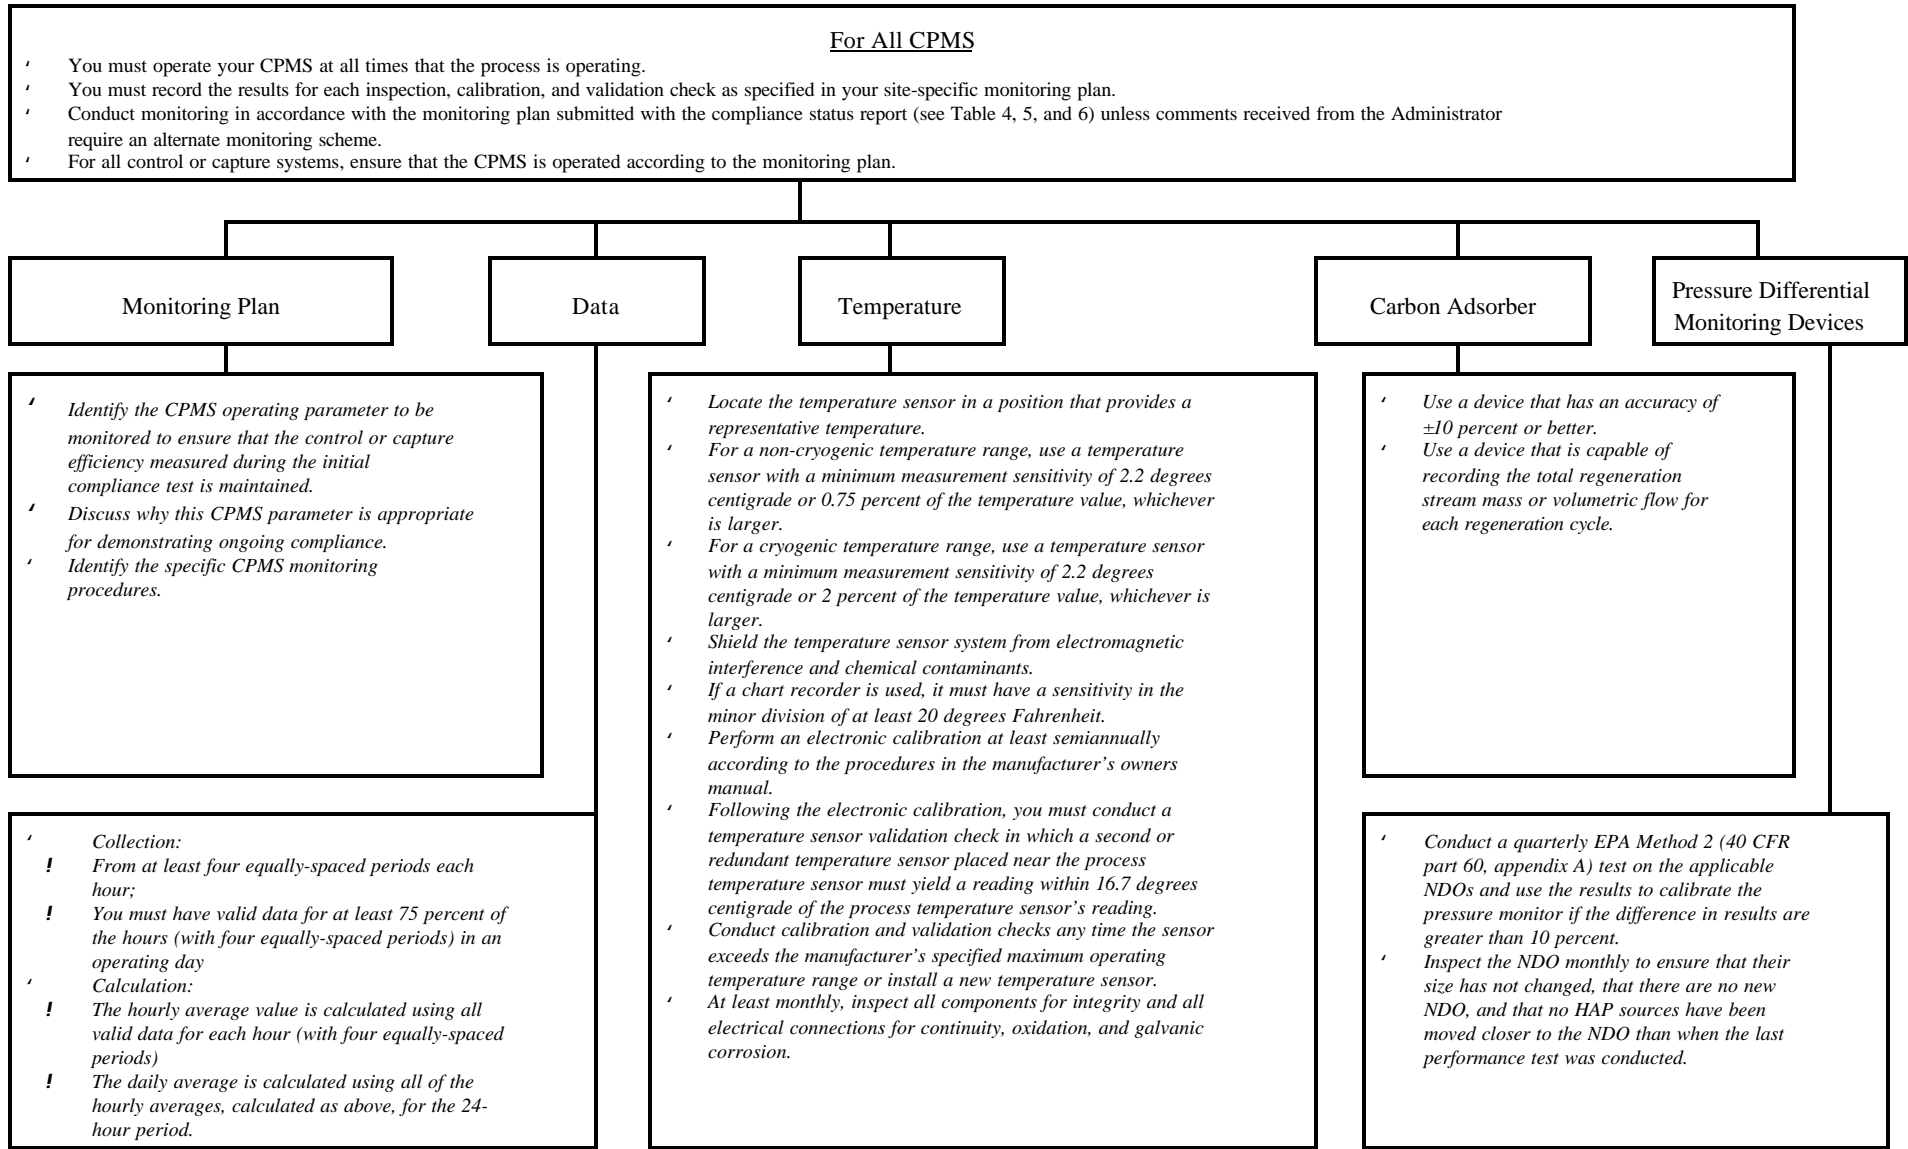 For All CPMS
‘ You must operate your CPMS at all times that the process is operating.
‘ You must record the results for each inspection, calibration, and validation check as specified in your site-specific monitoring plan.
‘ Conduct monitoring in accordance with the monitoring plan submitted with the compliance status report (see Table 4, 5, and 6) unless comments received from the Administrator
require an alternate monitoring scheme.
‘ For all control or capture systems, ensure that the CPMS is operated according to the monitoring plan.
Monitoring Plan
Data
Temperature
Carbon Adsorber
Pressure Differential
Monitoring Devices
‘ Identify the CPMS operating parameter to be
monitored to ensure that the control or capture
efficiency measured during the initial
compliance test is maintained.
‘ Discuss why this CPMS parameter is appropriate
for demonstrating ongoing compliance.
‘ Identify the specific CPMS monitoring
procedures.
‘ Collection:
! From at least four equally-spaced periods each
hour;
! You must have valid data for at least 75 percent of
the hours (with four equally-spaced periods) in an
operating day
‘ Calculation:
! The hourly average value is calculated using all
valid data for each hour (with four equally-spaced
periods)
! The daily average is calculated using all of the
hourly averages, calculated as above, for the 24-
hour period.
‘ Locate the temperature sensor in a position that provides a
representative temperature.
‘ For a non-cryogenic temperature range, use a temperature
sensor with a minimum measurement sensitivity of 2.2 degrees
centigrade or 0.75 percent of the temperature value, whichever
is larger.
‘ For a cryogenic temperature range, use a temperature sensor
with a minimum measurement sensitivity of 2.2 degrees
centigrade or 2 percent of the temperature value, whichever is
larger.
‘ Shield the temperature sensor system from electromagnetic
interference and chemical contaminants.
‘ If a chart recorder is used, it must have a sensitivity in the
minor division of at least 20 degrees Fahrenheit.
‘ Perform an electronic calibration at least semiannually
according to the procedures in the manufacturer’s owners
manual.
‘ Following the electronic calibration, you must conduct a
temperature sensor validation check in which a second or
redundant temperature sensor placed near the process
temperature sensor must yield a reading within 16.7 degrees
centigrade of the process temperature sensor’s reading.
‘ Conduct calibration and validation checks any time the sensor
exceeds the manufacturer’s specified maximum operating
temperature range or install a new temperature sensor.
‘ At least monthly, inspect all components for integrity and all
electrical connections for continuity, oxidation, and galvanic
corrosion.
‘ Use a device that has an accuracy of
±10 percent or better.
‘ Use a device that is capable of
recording the total regeneration
stream mass or volumetric flow for
each regeneration cycle.
‘ Conduct a quarterly EPA Method 2 (40 CFR
part 60, appendix A) test on the applicable
NDOs and use the results to calibrate the
pressure monitor if the difference in results are
greater than 10 percent.
‘ Inspect the NDO monthly to ensure that their
size has not changed, that there are no new
NDO, and that no HAP sources have been
moved closer to the NDO than when the last
performance test was conducted.